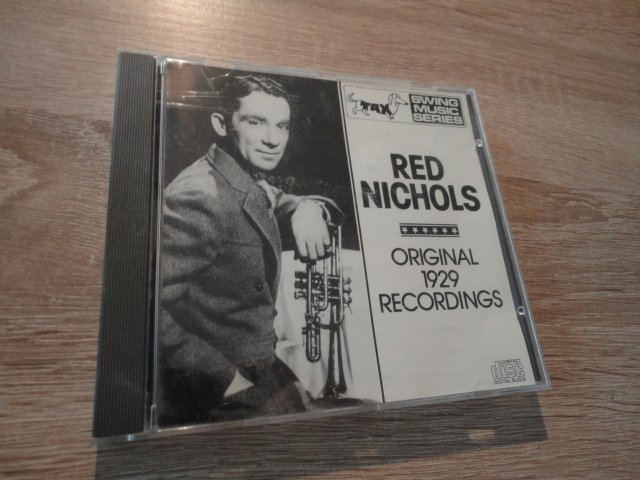 TAX
SWING
MUSIC
SERIES
RED
NICHOLS
ORIGINAL
1929
RECORDINGS
COMPACT
disc
DIGITAL AUDIO